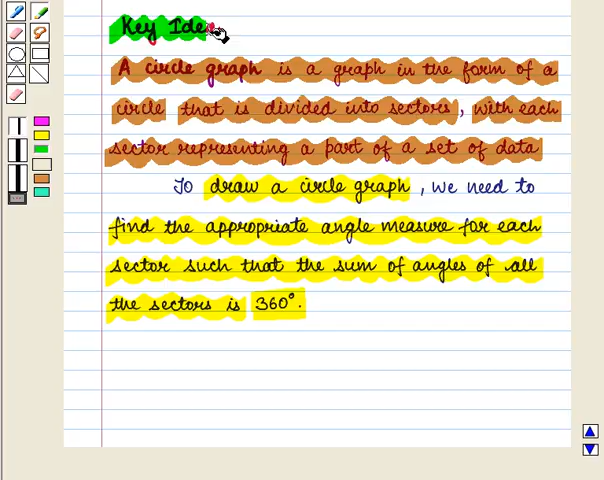 Key Ide
A circle graph is a graph in the form of a
circle that is divided into sectors, with each
sector representing a part of a set of data
To draw a circle graph, we need to
find the appropriate angle measure for each
sector such that the sum of angles of all
the sectors is 360°.